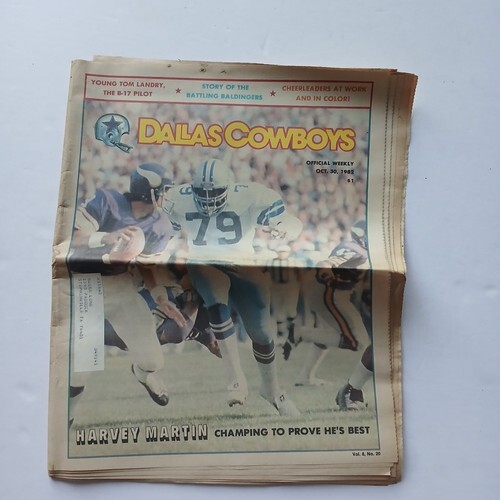 YOUNG TOM LANDRY,
THE B-17 PILOT
★
STORY OF THE
BATTLING BALDINGERS
★
CHEERLEADERS AT WORK
AND IN COLOR!
DALLAS COWBOYS
OFFICIAL WEEKLY
OCT. 30, 1982
$1
79
79
HARVEY MARTIN CHAMPING TO PROVE HE'S BEST
Vol. 8, No. 20